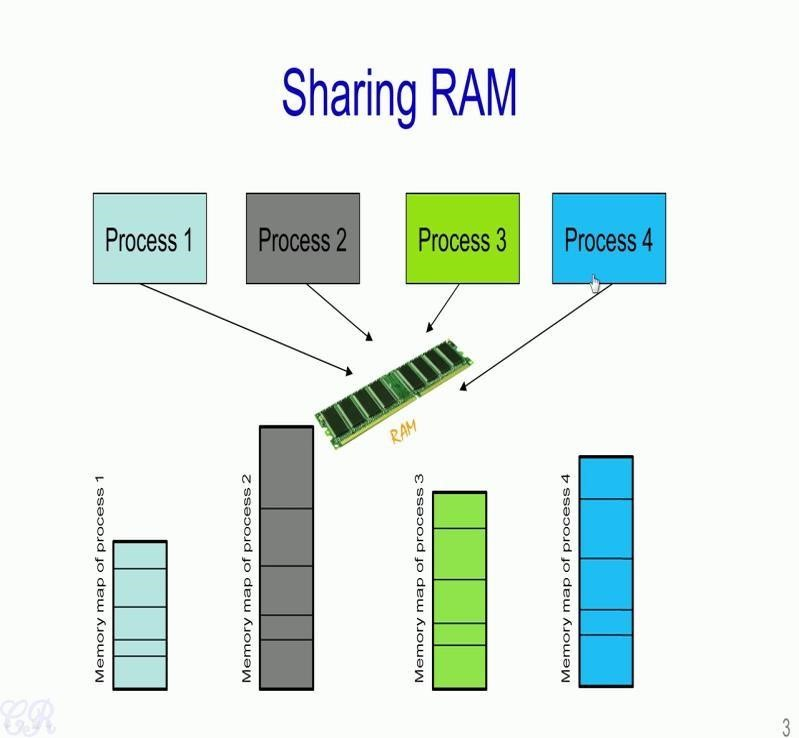 Sharing RAM
Process 1
Process 2
Process 3
Process 4
RAM
Memory map of process 1
Memory map of process 2
Memory map of process 3
Memory map of process 4
3